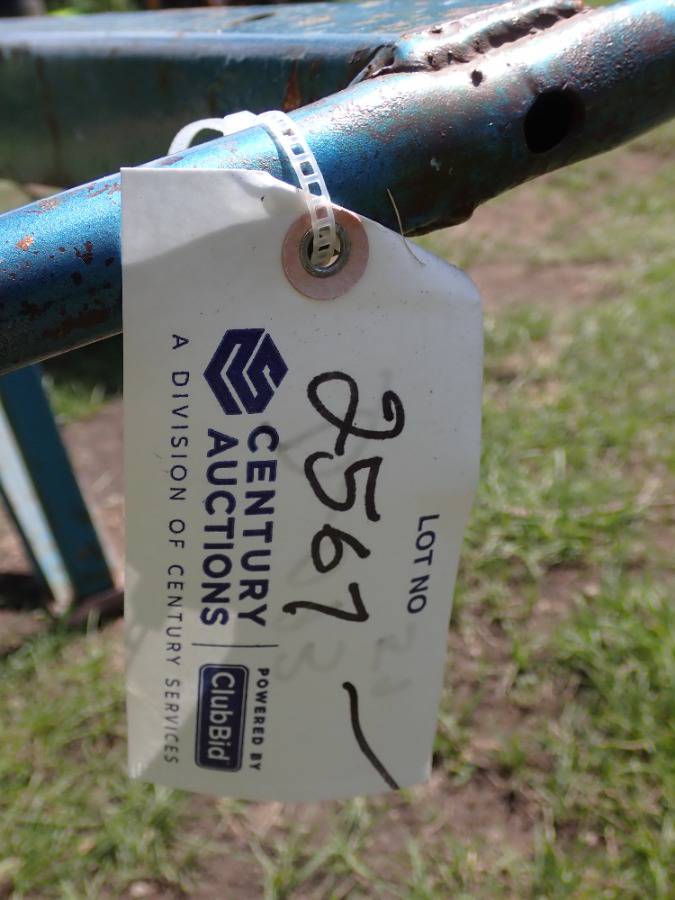 LOT NO
2567
CENTURY
AUCTIONS
A DIVISION OF CENTURY SERVICES
POWERED BY
ClubBid